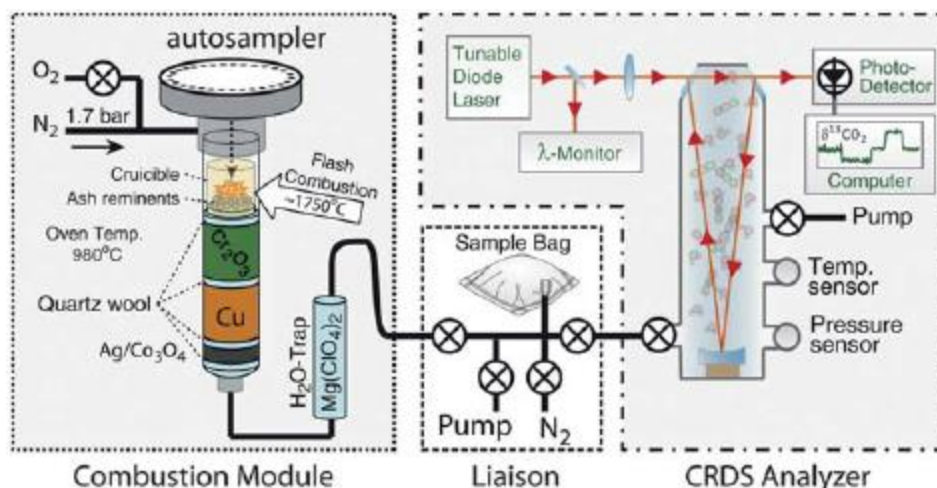 autosampler
O2
N2
1.7 bar
Cruicible
Ash reminents
Flash
Combustion
~1750°C
Oven Temp.
980°C
Cr2O3
Quartz wool
Cu
Ag/Co3O4
H2O-Trap
Mg(ClO4)2
Combustion Module
Sample Bag
Pump
N2
Liaison
Tunable
Diode
Laser
λ-Monitor
Photo-
Detector
δ13CO2
Computer
Pump
Temp.
sensor
Pressure
sensor
CRDS Analyzer